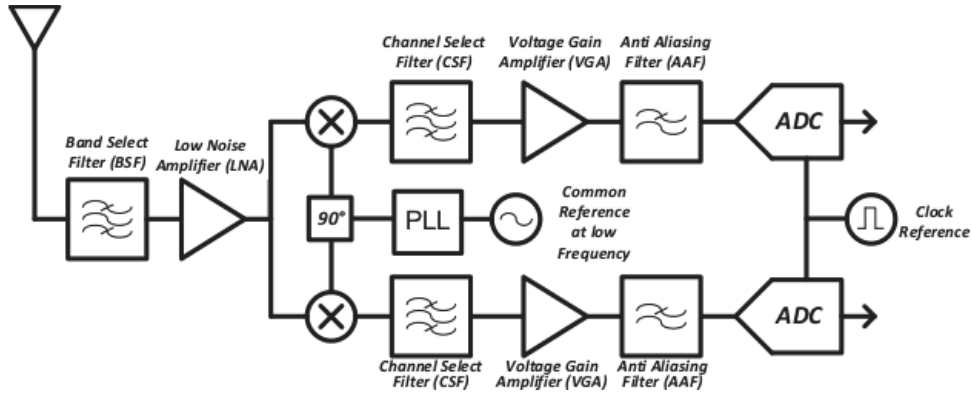 Channel Select
Filter (CSF)
Voltage Gain
Amplifier (VGA)
Anti Aliasing
Filter (AAF)
ADC
Band Select
Filter (BSF)
Low Noise
Amplifier (LNA)
90°
PLL
Common
Reference
at low
Frequency
Clock
Reference
ADC
Channel Select
Filter (CSF)
Voltage Gain
Amplifier (VGA)
Anti Aliasing
Filter (AAF)